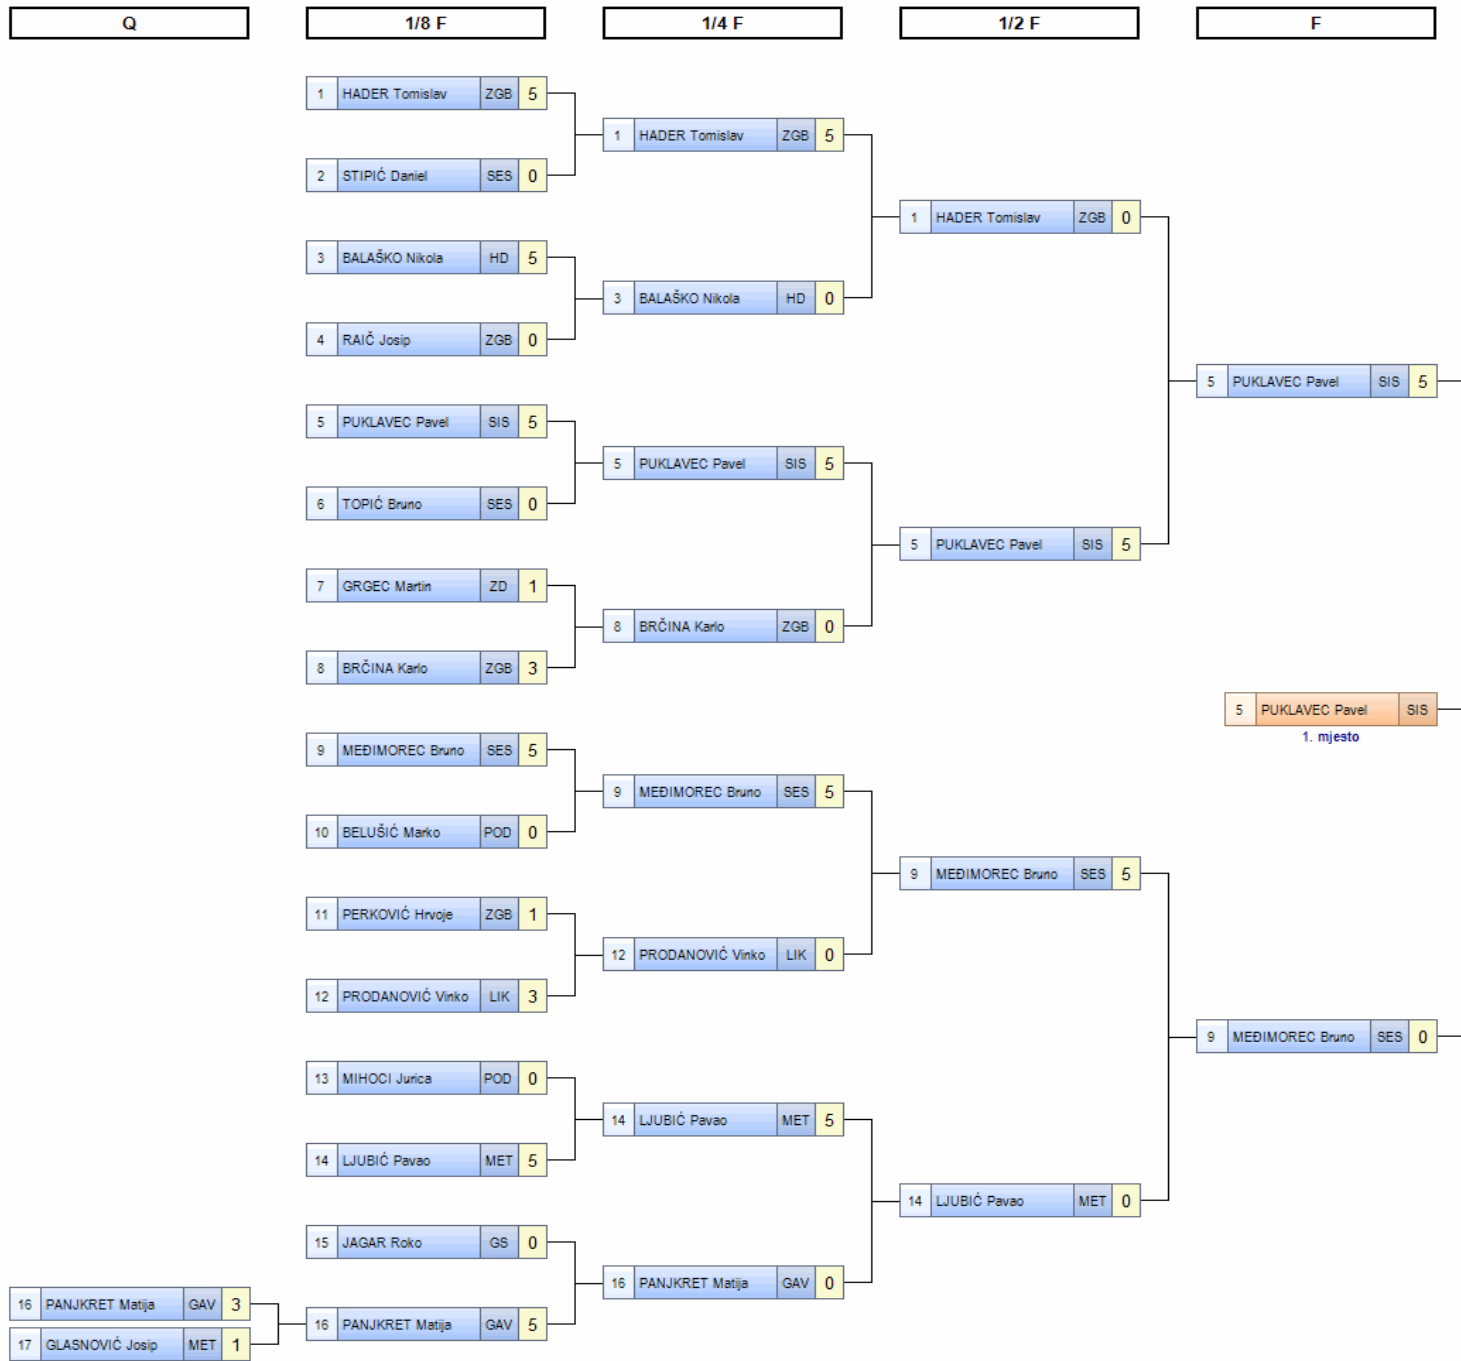 Q 1/8 F 1/4 F 1/2 F F
1 HADER Tomislav ZGB 5
1 HADER Tomislav ZGB 5
2 STIPIĆ Daniel SES 0
1 HADER Tomislav ZGB 0
3 BALAŠKO Nikola HD 5
3 BALAŠKO Nikola HD 0
4 RAIČ Josip ZGB 0
5 PUKLAVEC Pavel SIS 5
5 PUKLAVEC Pavel SIS 5
5 PUKLAVEC Pavel SIS 5
6 TOPIĆ Bruno SES 0
5 PUKLAVEC Pavel SIS 5
7 GRGEC Martin ZD 1
8 BRČINA Karlo ZGB 0
8 BRČINA Karlo ZGB 3
5 PUKLAVEC Pavel SIS
1. mjesto
9 MEĐIMOREC Bruno SES 5
9 MEĐIMOREC Bruno SES 5
10 BELUŠIĆ Marko POD 0
9 MEĐIMOREC Bruno SES 5
11 PERKOVIĆ Hrvoje ZGB 1
12 PRODANOVIĆ Vinko LIK 0
12 PRODANOVIĆ Vinko LIK 3
9 MEĐIMOREC Bruno SES 0
13 MIHOCI Jurica POD 0
14 LJUBIĆ Pavao MET 5
14 LJUBIĆ Pavao MET 5
14 LJUBIĆ Pavao MET 0
15 JAGAR Roko GS 0
16 PANJKRET Matija GAV 0
16 PANJKRET Matija GAV 3
16 PANJKRET Matija GAV 5
17 GLASNOVIĆ Josip MET 1